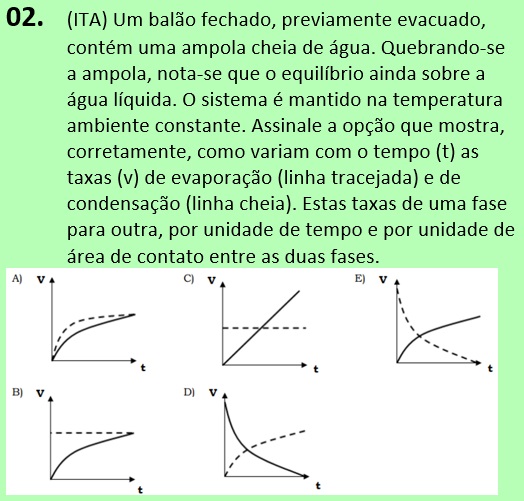 02. (ITA) Um balão fechado, previamente evacuado,
contém uma ampola cheia de água. Quebrando-se
a ampola, nota-se que o equilíbrio ainda sobre a
água líquida. O sistema é mantido na temperatura
ambiente constante. Assinale a opção que mostra,
corretamente, como variam com o tempo (t) as
taxas (v) de evaporação (linha tracejada) e de
condensação (linha cheia). Estas taxas de uma fase
para outra, por unidade de tempo e por unidade de
área de contato entre as duas fases.
A) v t
C) v t
E) v t
B) v t
D) v t